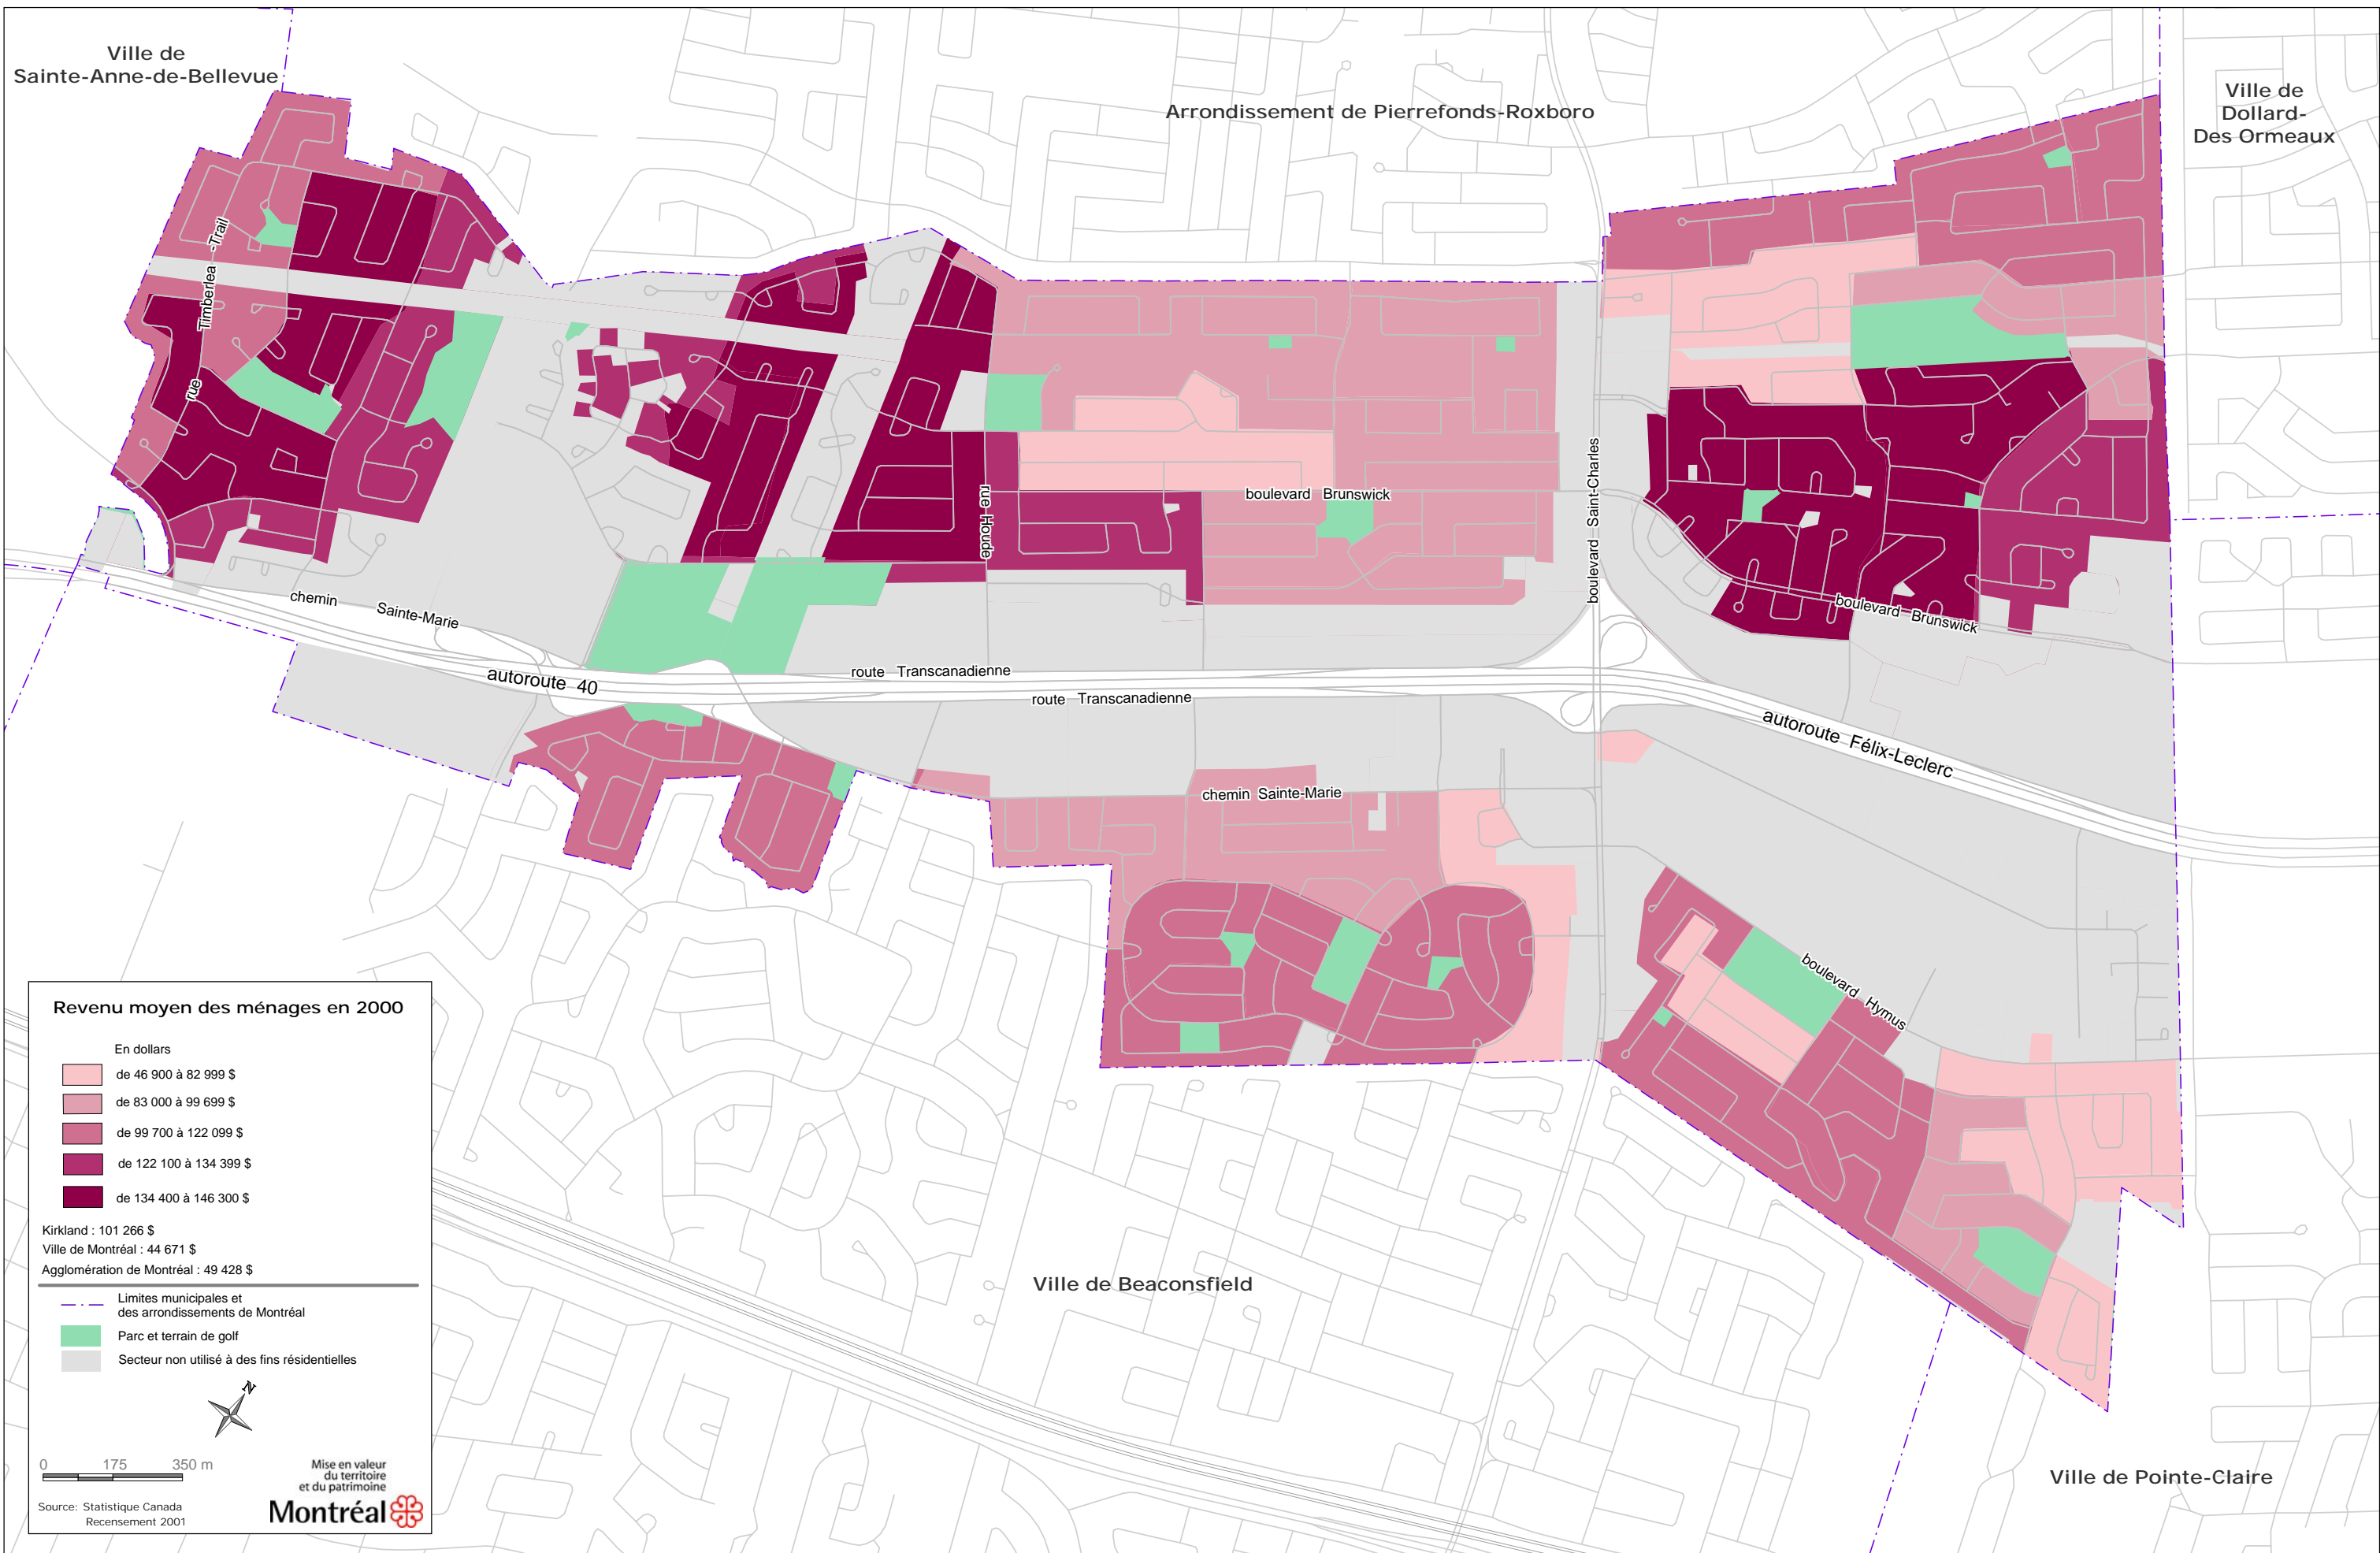 Ville de
Sainte-Anne-de-Bellevue
Arrondissement de Pierrefonds-Roxboro
Ville de
Dollard-
Des Ormeaux
rue Timberlea -Trail
rue Houde
boulevard Brunswick
boulevard Saint-Charles
boulevard Brunswick
chemin Sainte-Marie
autoroute 40
route Transcanadienne
route Transcanadienne
autoroute Félix-Leclerc
chemin Sainte-Marie
boulevard Hymus
Ville de Beaconsfield
Ville de Pointe-Claire
Revenu moyen des ménages en 2000
En dollars
de 46 900 à 82 999 $
de 83 000 à 99 699 $
de 99 700 à 122 099 $
de 122 100 à 134 399 $
de 134 400 à 146 300 $
Kirkland : 101 266 $
Ville de Montréal : 44 671 $
Agglomération de Montréal : 49 428 $
Limites municipales et
des arrondissements de Montréal
Parc et terrain de golf
Secteur non utilisé à des fins résidentielles
N
0 175 350 m
Source: Statistique Canada
Recensement 2001
Mise en valeur
du territoire
et du patrimoine
Montréal